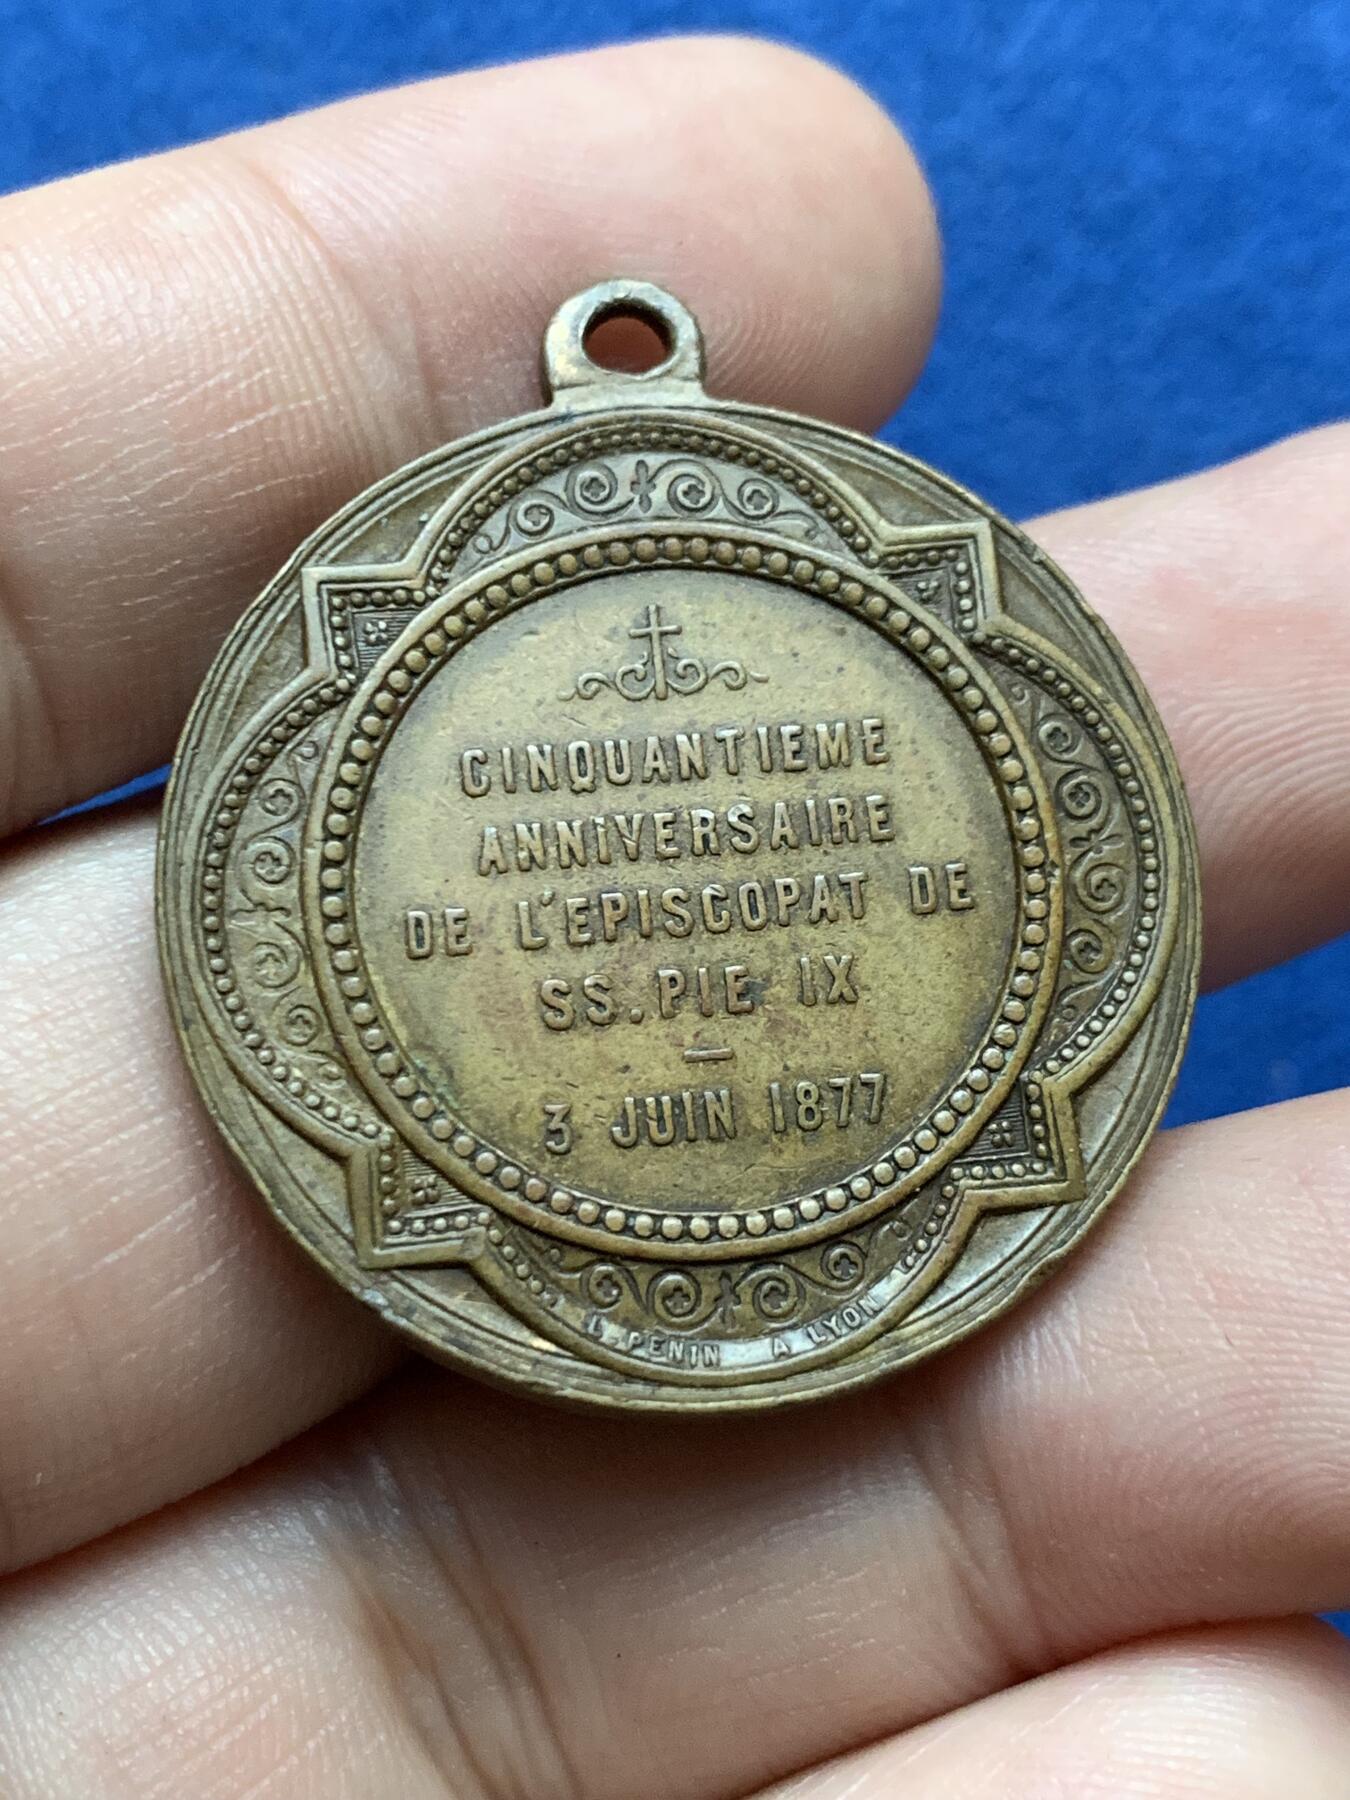 CINQUANTIEME
ANNIVERSAIRE
DE L'EPISCOPAT DE
SS. PIE IX
—
3 JUIN 1877
L. PENIN A LYON